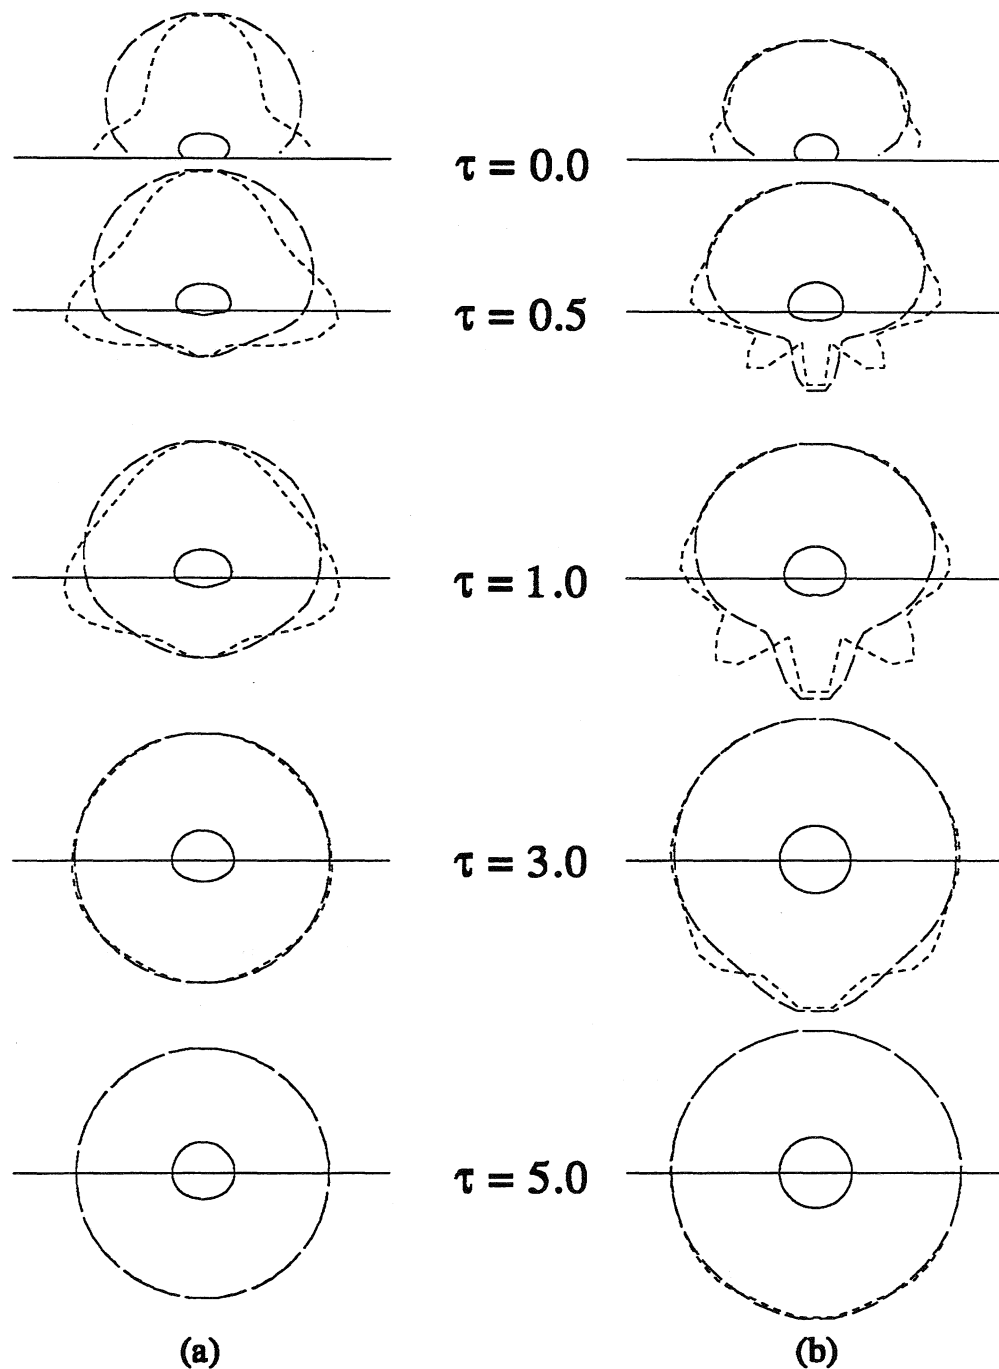 τ = 0.0
τ = 0.5
τ = 1.0
τ = 3.0
τ = 5.0
(a)
(b)